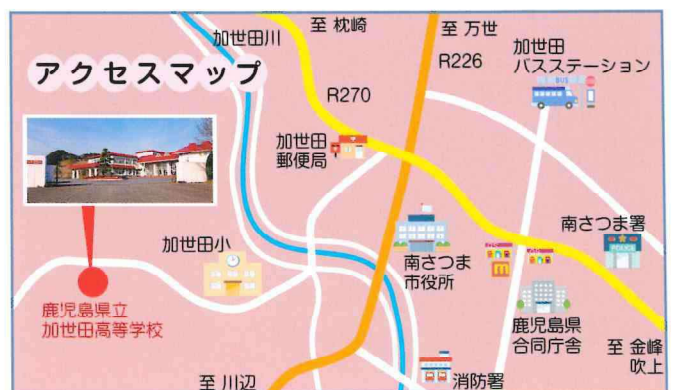 アクセスマップ
加世田川
至 枕崎
至 万世
R226
R270
加世田
バスステーション
BUS
加世田
郵便局
加世田小
南さつま
市役所
南さつま署
POLICE
鹿児島県
合同庁舎
鹿児島県立
加世田高等学校
至 金峰
吹上
至 川辺
消防署